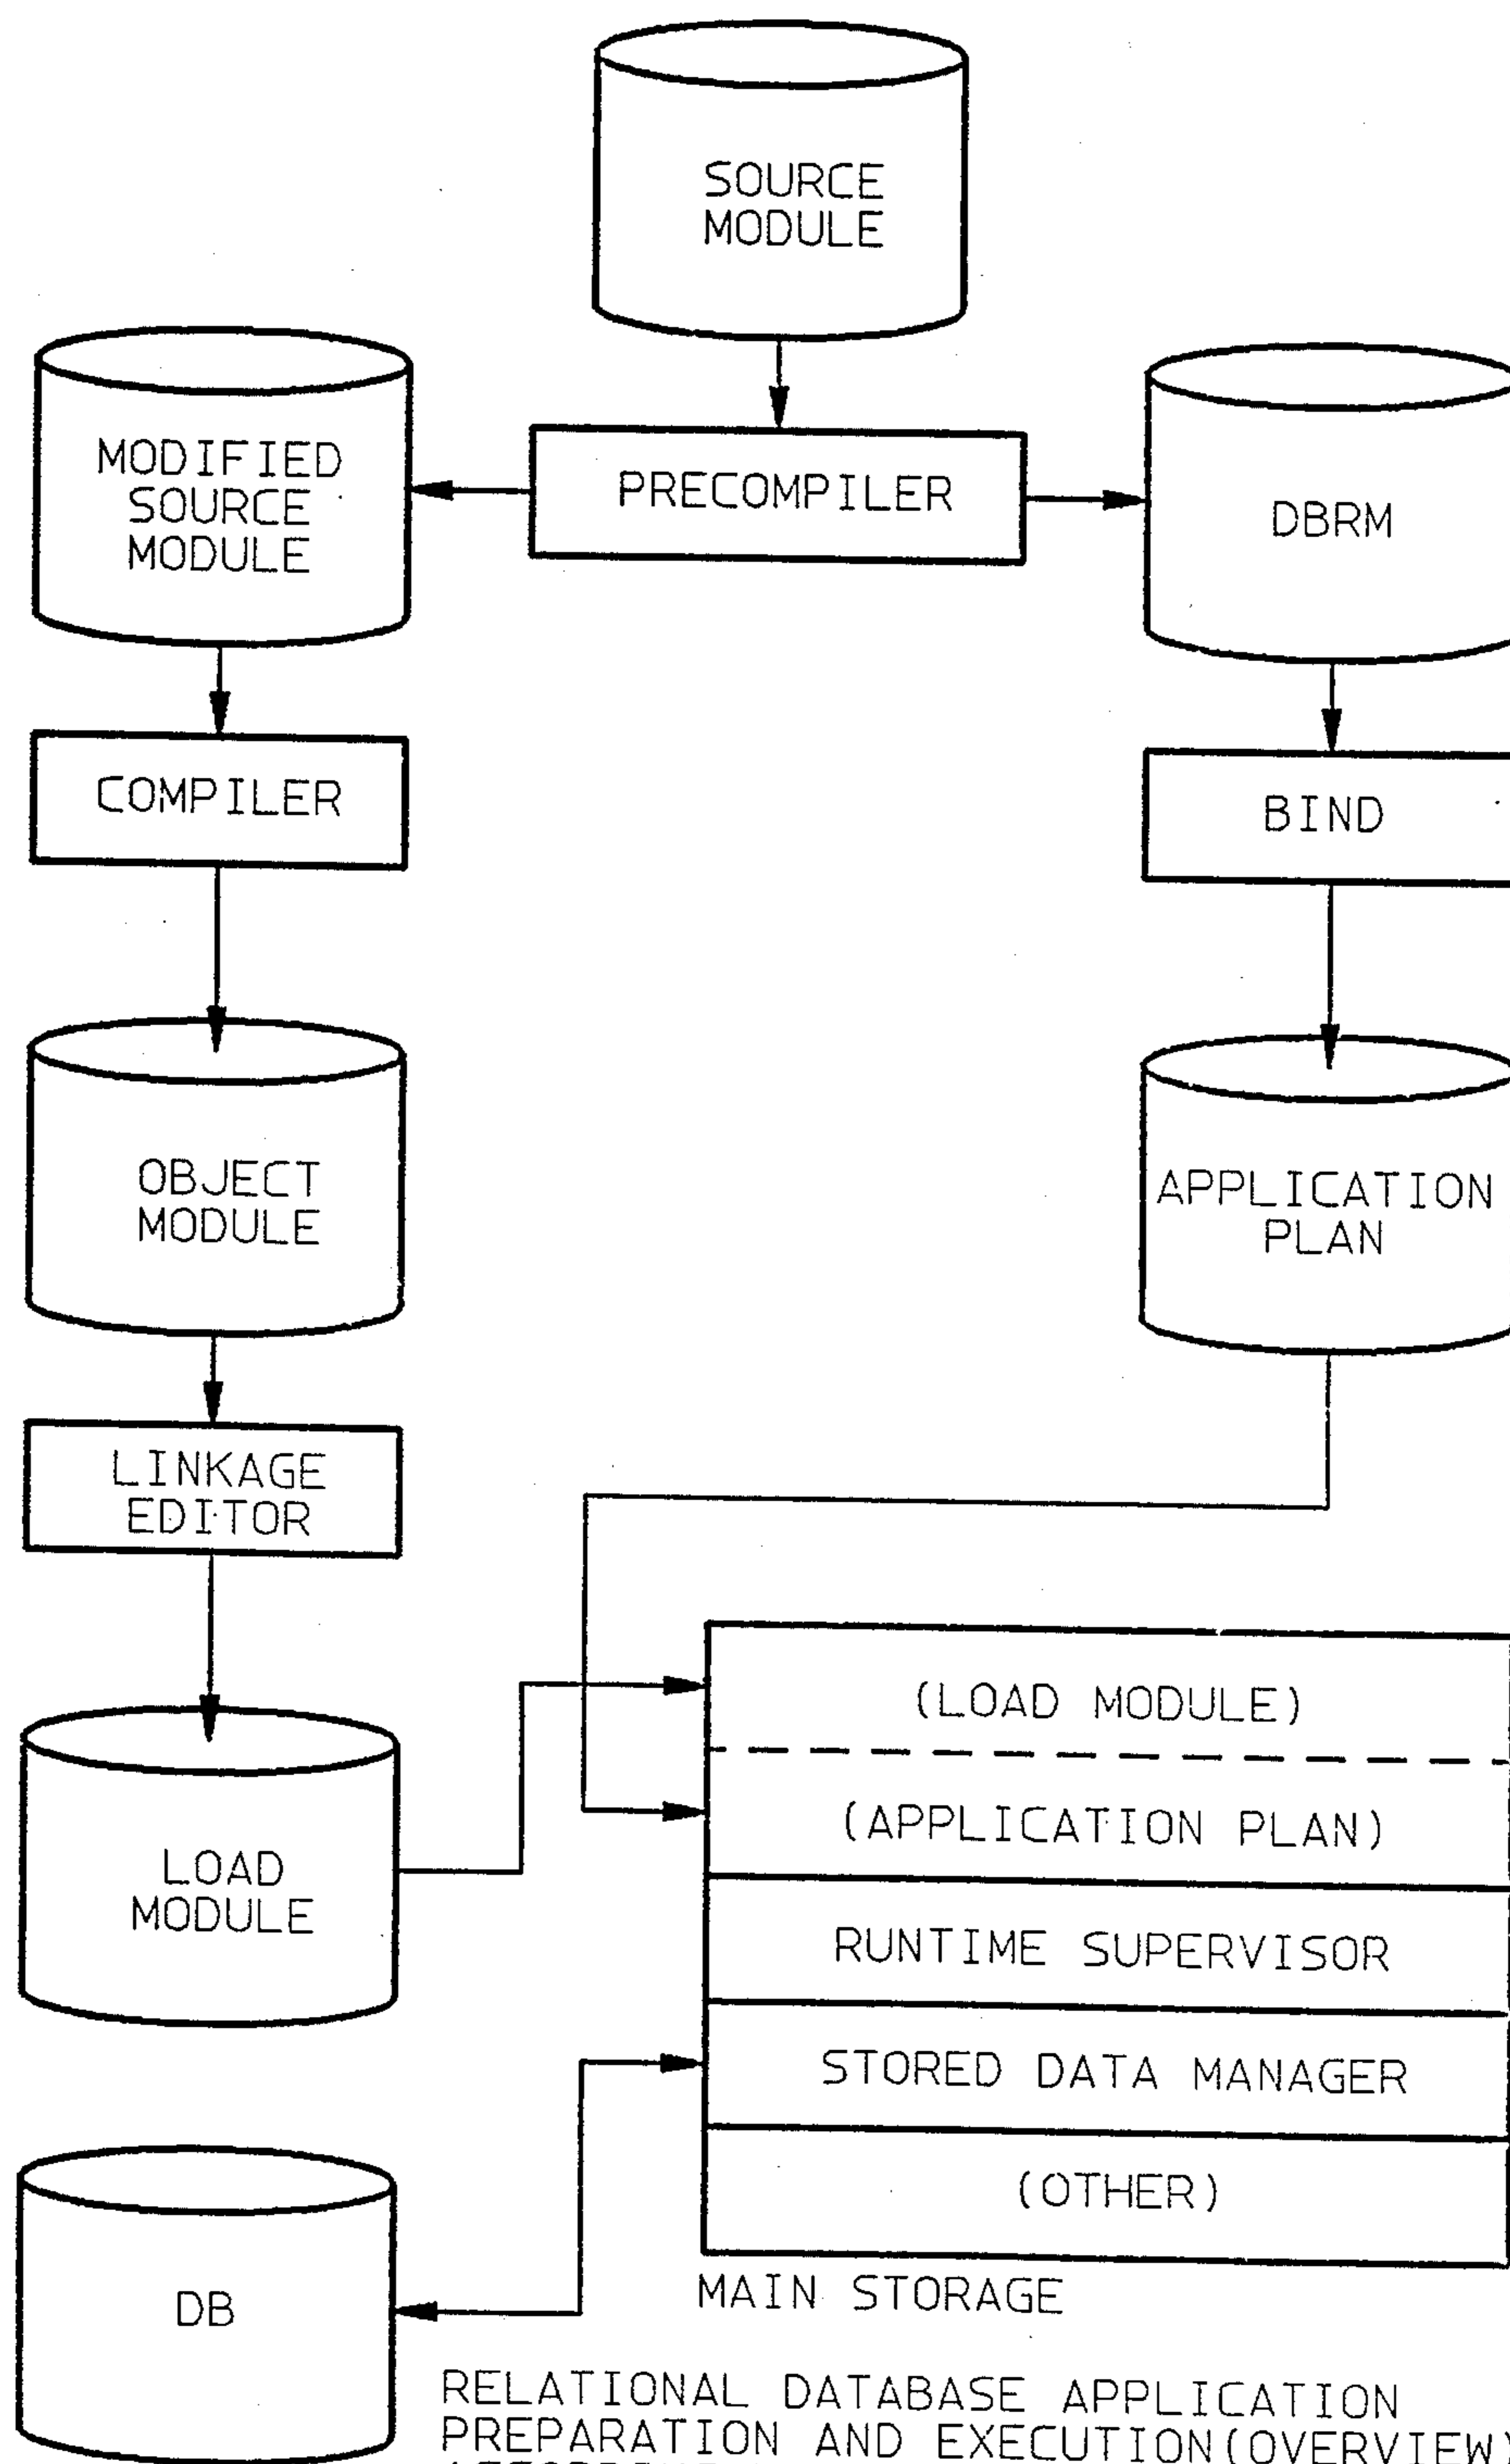 SOURCE
MODULE
MODIFIED
SOURCE
MODULE
PRECOMPILER
DBRM
COMPILER
BIND
OBJECT
MODULE
APPLICATION
PLAN
LINKAGE
EDITOR
(LOAD MODULE)
(APPLICATION PLAN)
LOAD
MODULE
RUNTIME SUPERVISOR
STORED DATA MANAGER
(OTHER)
MAIN STORAGE
DB
RELATIONAL DATABASE APPLICATION
PREPARATION AND EXECUTION(OVERVIEW)